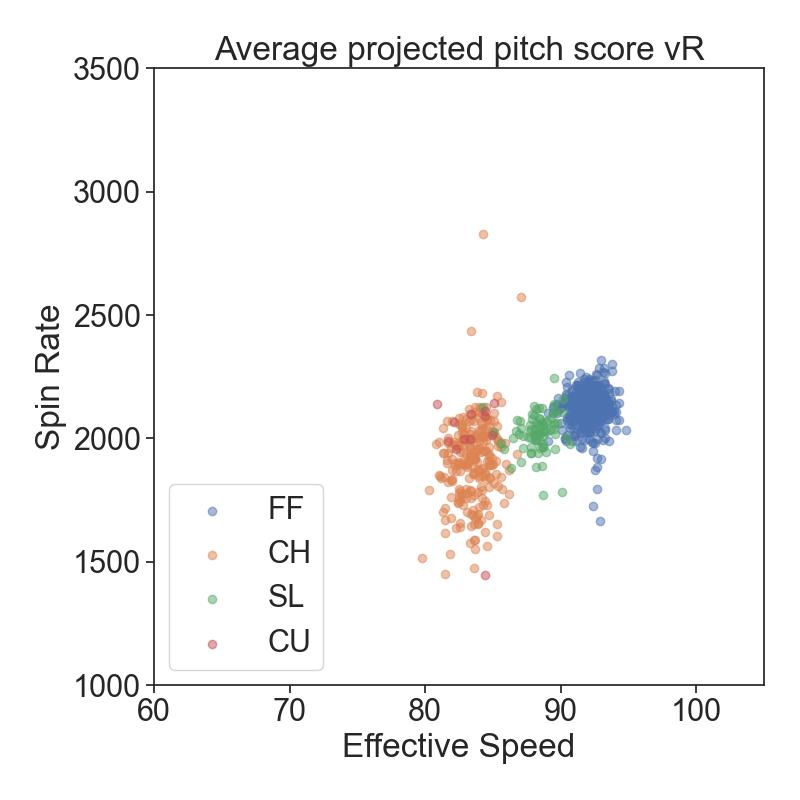 Average projected pitch score vR
3500
3000
2500
2000
1500
1000
Spin Rate
FF
CH
SL
CU
60 70 80 90 100
Effective Speed